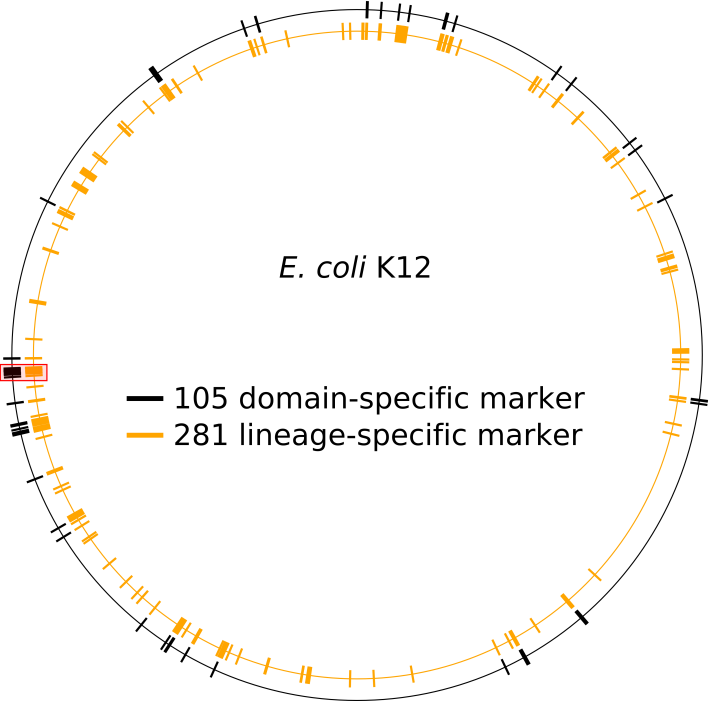 E. coli K12
105 domain-specific marker
281 lineage-specific marker